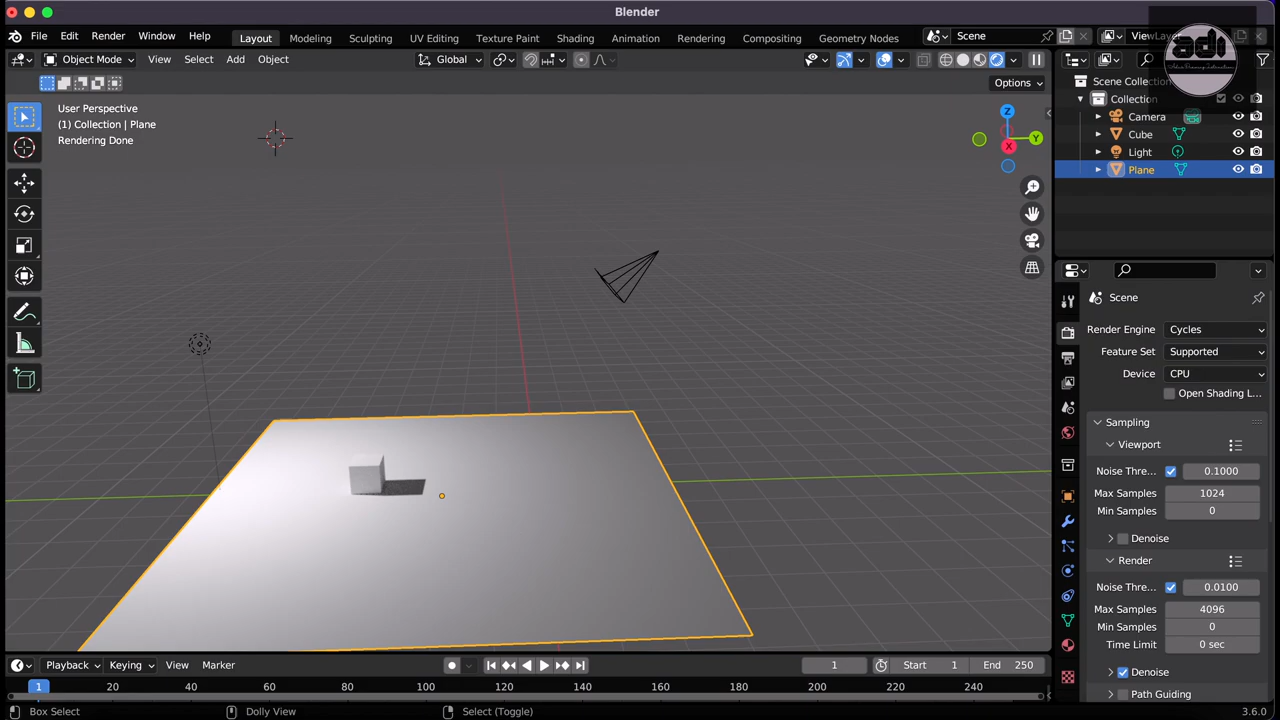 Blender
File Edit Render Window Help
Layout Modeling Sculpting UV Editing Texture Paint Shading Animation Rendering Compositing Geometry Nodes
Scene
ViewLayer
Object Mode View Select Add Object
Global
Options
User Perspective
(1) Collection | Plane
Rendering Done
Z
Y
X
Scene Collection
Collection
Camera
Cube
Light
Plane
adi
Scene
Render Engine Cycles
Feature Set Supported
Device CPU
Open Shading L...
Sampling
Viewport
Noise Thre... 0.1000
Max Samples 1024
Min Samples 0
Denoise
Render
Noise Thre... 0.0100
Max Samples 4096
Min Samples 0
Time Limit 0 sec
Denoise
Path Guiding
Playback Keying View Marker
1 Start 1 End 250
1 20 40 60 80 100 120 140 160 180 200 220 240
Box Select Dolly View Select (Toggle) 3.6.0